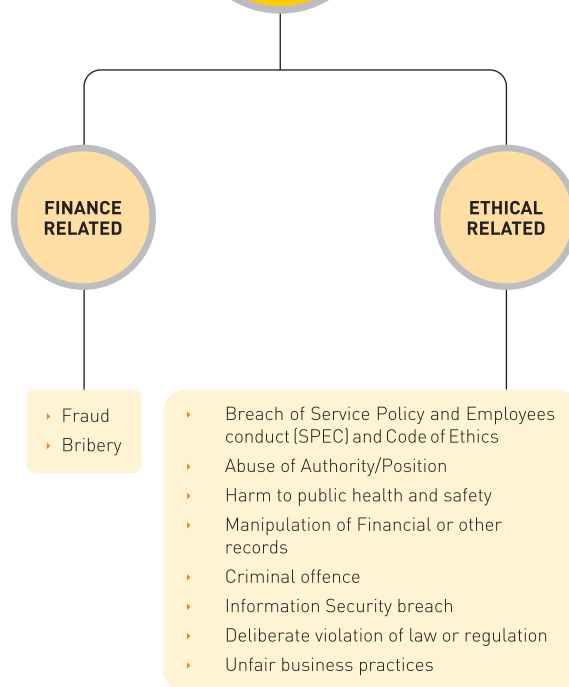 FINANCE
RELATED
ETHICAL
RELATED
Fraud
Bribery
Breach of Service Policy and Employees
conduct (SPEC) and Code of Ethics
Abuse of Authority/Position
Harm to public health and safety
Manipulation of Financial or other
records
Criminal offence
Information Security breach
Deliberate violation of law or regulation
Unfair business practices